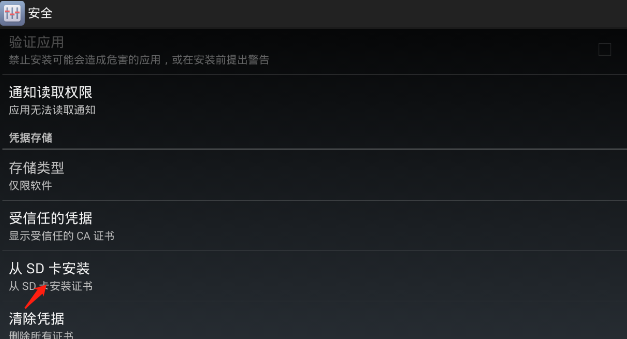 安全
验证应用
禁止安装可能会造成危害的应用，或在安装前提出警告
通知读取权限
应用无法读取通知
凭据存储
存储类型
仅限软件
受信任的凭据
显示受信任的 CA 证书
从 SD 卡安装
从 SD 卡安装证书
清除凭据
删除所有证书